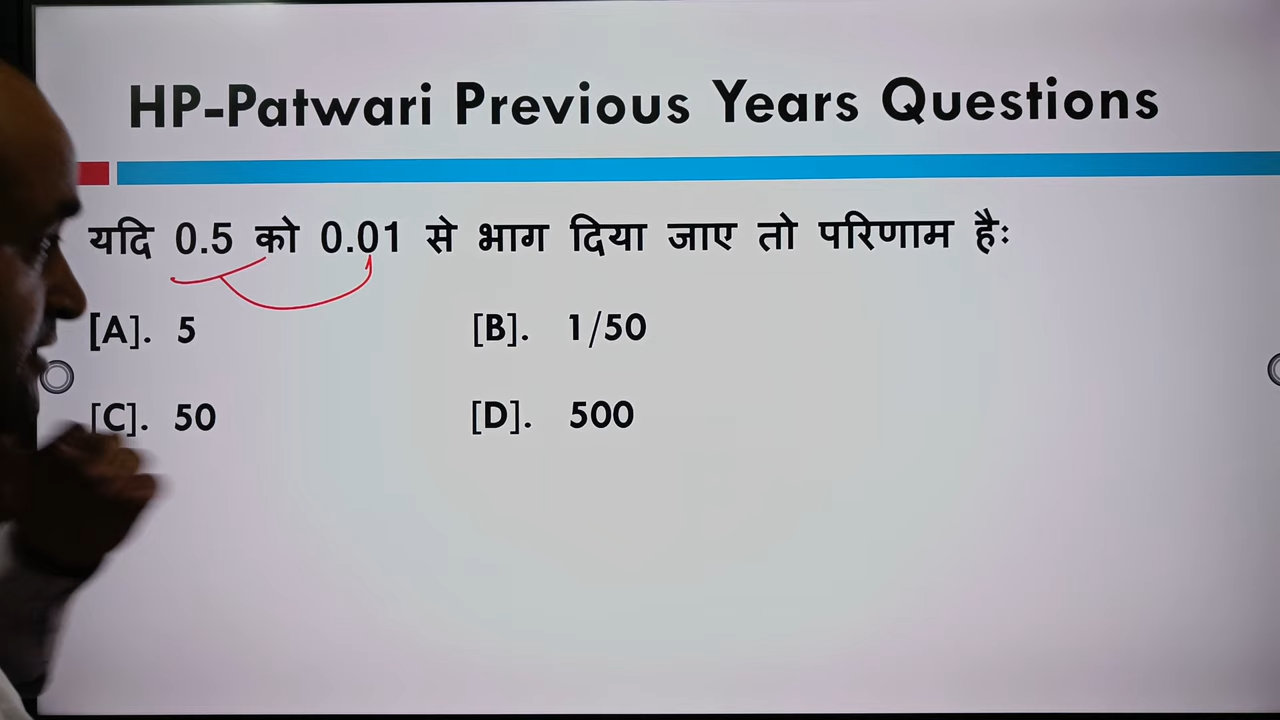 HP-Patwari Previous Years Questions
यदि 0.5 को 0.01 से भाग दिया जाए तो परिणाम हैः
[A]. 5 [B]. 1/50
[C]. 50 [D]. 500